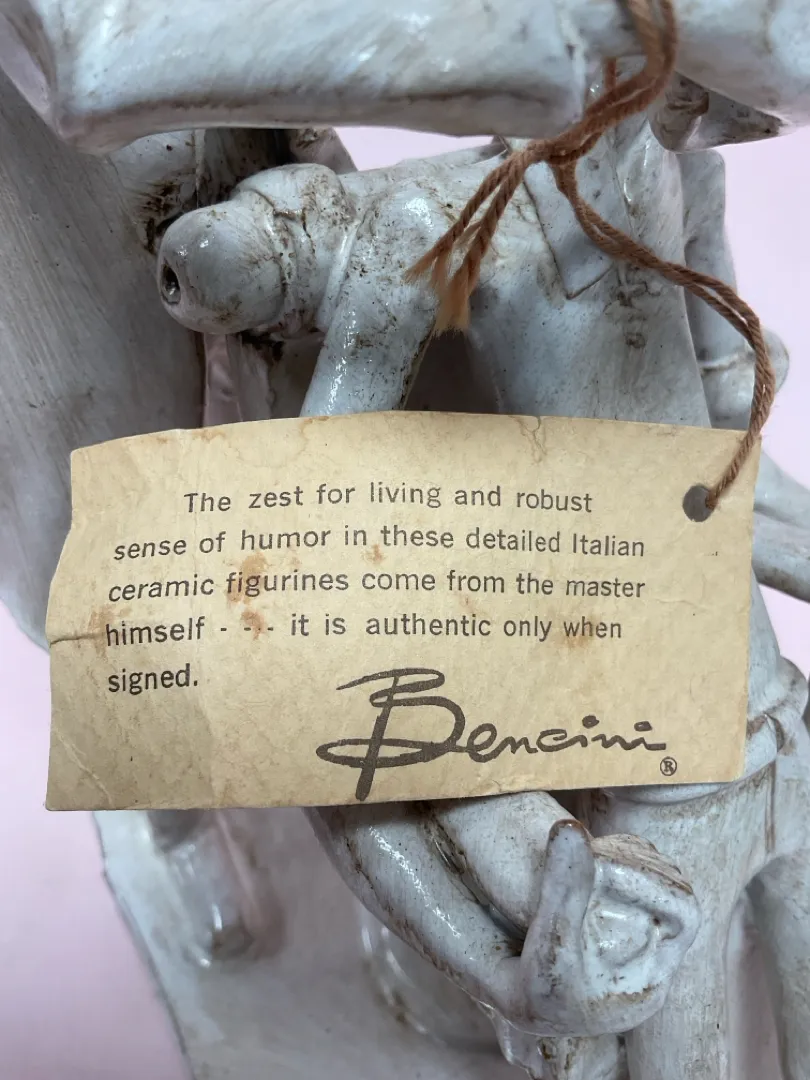 The zest for living and robust
sense of humor in these detailed Italian
ceramic figurines come from the master
himself - - - it is authentic only when
signed.
Bencini ®